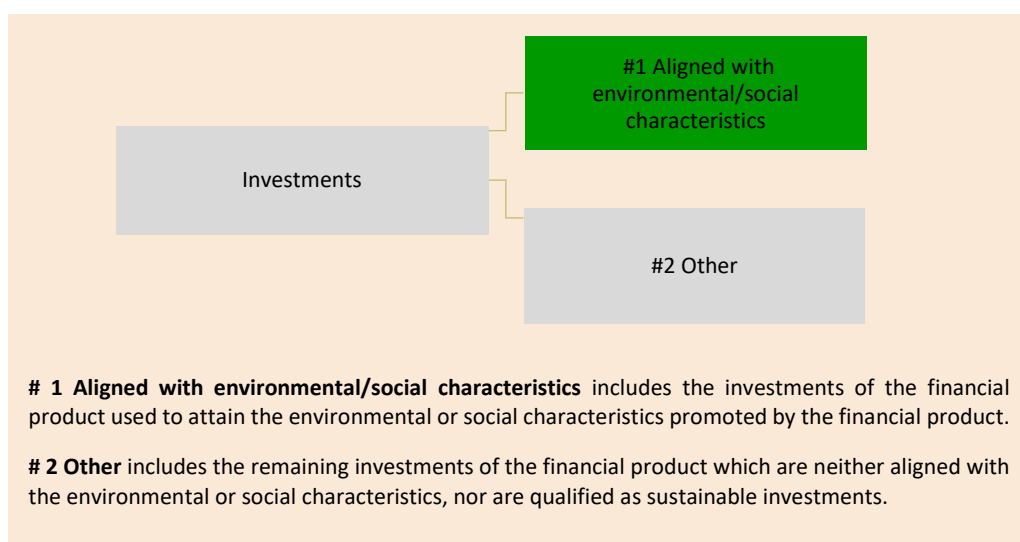 #1 Aligned with
environmental/social
characteristics
Investments
#2 Other
# 1 Aligned with environmental/social characteristics includes the investments of the financial
product used to attain the environmental or social characteristics promoted by the financial product.
# 2 Other includes the remaining investments of the financial product which are neither aligned with
the environmental or social characteristics, nor are qualified as sustainable investments.